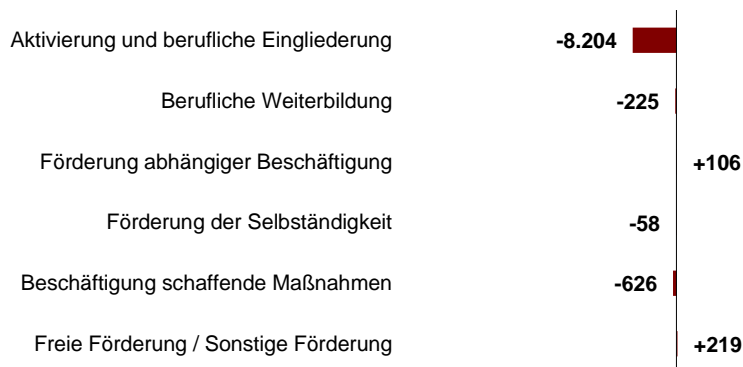 Aktivierung und berufliche Eingliederung -8.204
Berufliche Weiterbildung -225
Förderung abhängiger Beschäftigung +106
Förderung der Selbständigkeit -58
Beschäftigung schaffende Maßnahmen -626
Freie Förderung / Sonstige Förderung +219